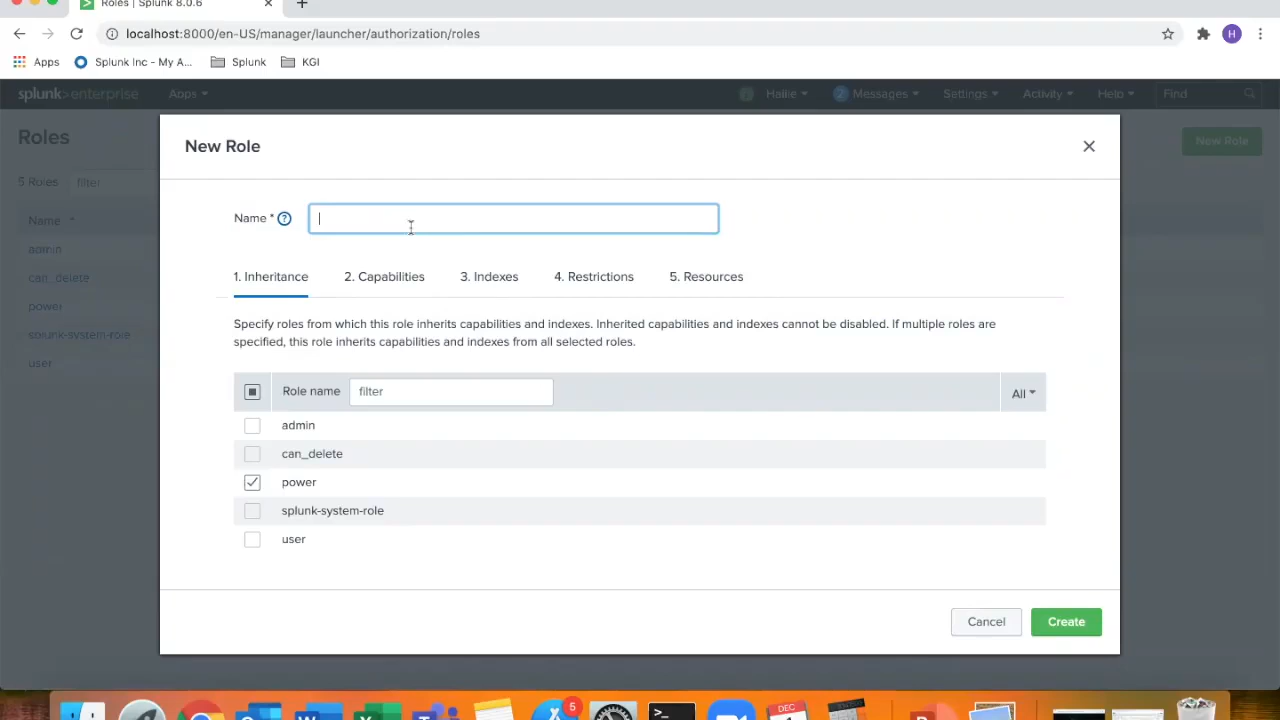 Roles | Splunk 8.0.6
localhost:8000/en-US/manager/launcher/authorization/roles
H
Apps
Splunk Inc - My A...
Splunk
KGI
splunk>enterprise
Apps
Hallie
2
Messages
Settings
Activity
Help
Find
Roles
New Role
5 Roles
filter
Name
admin
can_delete
power
splunk-system-role
user
New Role
Name *
?
1. Inheritance
2. Capabilities
3. Indexes
4. Restrictions
5. Resources
Specify roles from which this role inherits capabilities and indexes. Inherited capabilities and indexes cannot be disabled. If multiple roles are
specified, this role inherits capabilities and indexes from all selected roles.
Role name
filter
All
admin
can_delete
power
splunk-system-role
user
Cancel
Create
5
DEC